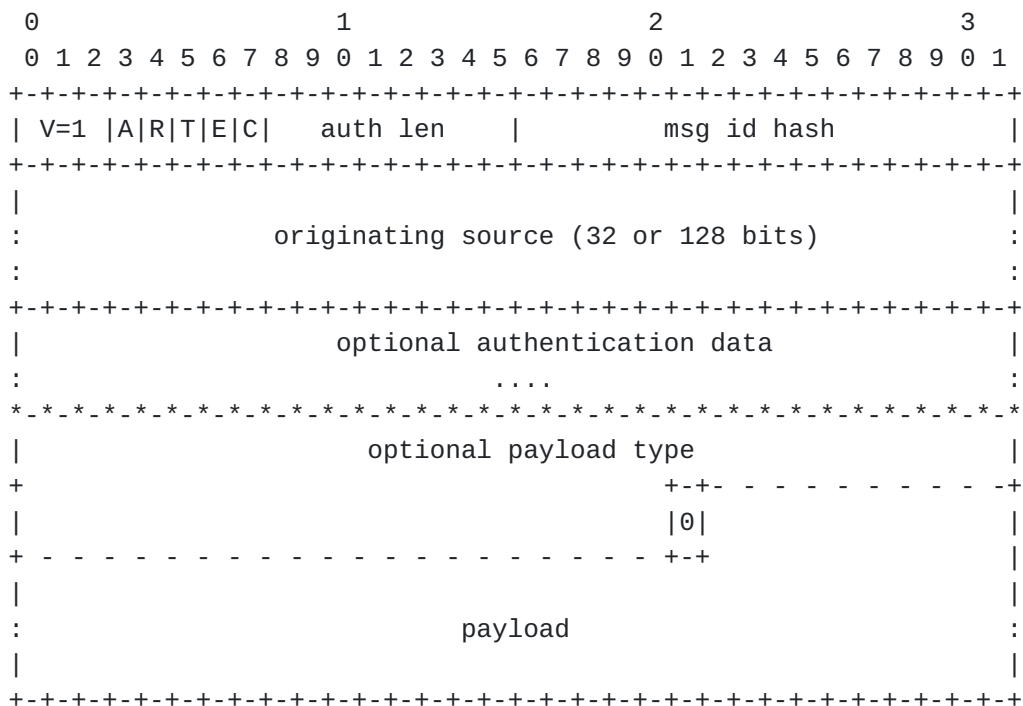 0                   1                   2                   3
 0 1 2 3 4 5 6 7 8 9 0 1 2 3 4 5 6 7 8 9 0 1 2 3 4 5 6 7 8 9 0 1
+-+-+-+-+-+-+-+-+-+-+-+-+-+-+-+-+-+-+-+-+-+-+-+-+-+-+-+-+-+-+-+-+
| V=1 |A|R|T|E|C|   auth len    |         msg id hash           |
+-+-+-+-+-+-+-+-+-+-+-+-+-+-+-+-+-+-+-+-+-+-+-+-+-+-+-+-+-+-+-+-+
|                                                               |
:                originating source (32 or 128 bits)            :
:                                                               :
+-+-+-+-+-+-+-+-+-+-+-+-+-+-+-+-+-+-+-+-+-+-+-+-+-+-+-+-+-+-+-+-+
|                    optional authentication data               |
:                              ....                             :
*-*-*-*-*-*-*-*-*-*-*-*-*-*-*-*-*-*-*-*-*-*-*-*-*-*-*-*-*-*-*-*-*
|                      optional payload type                    |
+                                         +-+- - - - - - - - - -+
|                                         |0|                   |
+ - - - - - - - - - - - - - - - - - - - - +-+                   |
|                                                               |
:                            payload                            :
|                                                               |
+-+-+-+-+-+-+-+-+-+-+-+-+-+-+-+-+-+-+-+-+-+-+-+-+-+-+-+-+-+-+-+-+